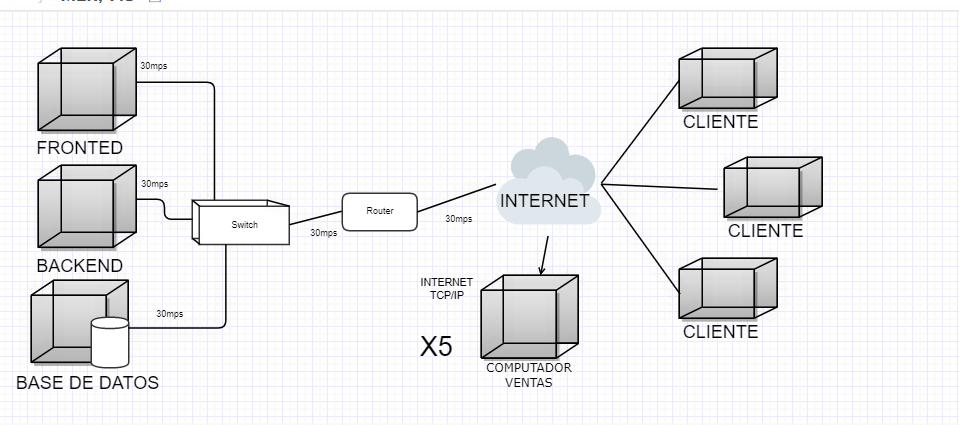 30mps
FRONTED
30mps
BACKEND
30mps
BASE DE DATOS
Switch
30mps
Router
30mps
INTERNET
INTERNET
TCP/IP
X5
COMPUTADOR
VENTAS
CLIENTE
CLIENTE
CLIENTE